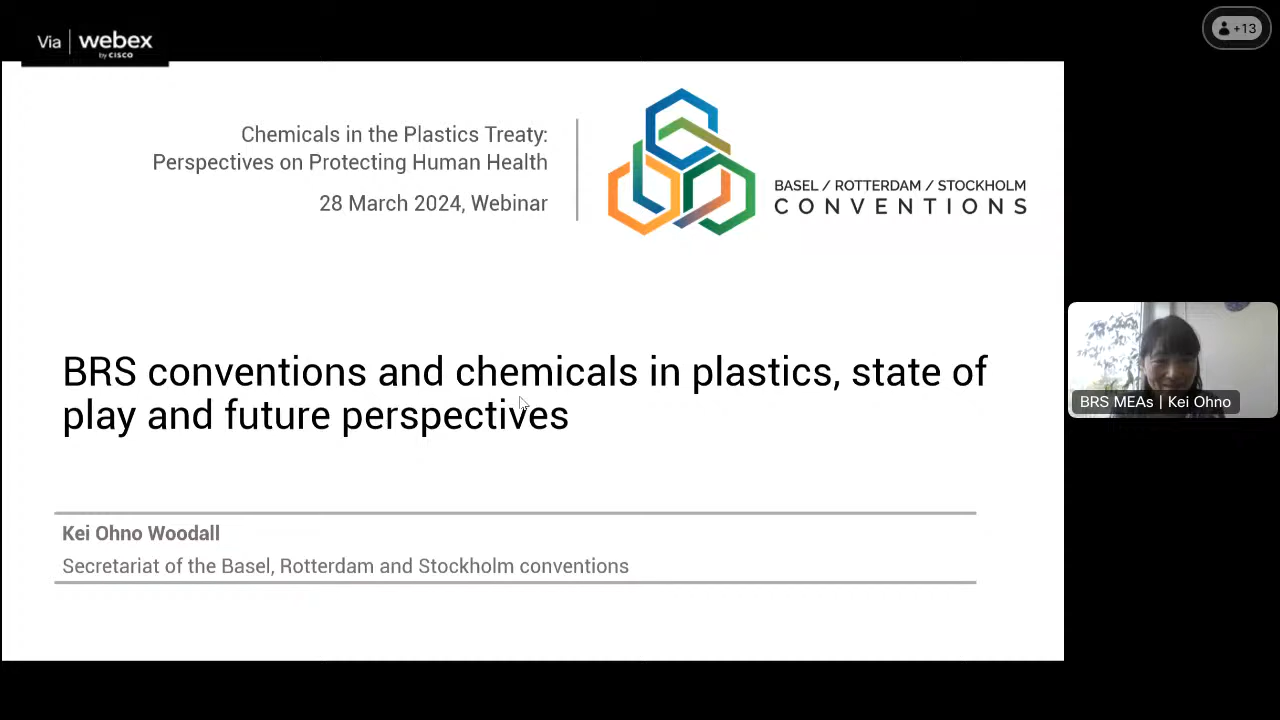 Via webex
by CISCO
+13
Chemicals in the Plastics Treaty:
Perspectives on Protecting Human Health
28 March 2024, Webinar
BASEL / ROTTERDAM / STOCKHOLM
CONVENTIONS
BRS conventions and chemicals in plastics, state of
play and future perspectives
BRS MEAs | Kei Ohno
Kei Ohno Woodall
Secretariat of the Basel, Rotterdam and Stockholm conventions